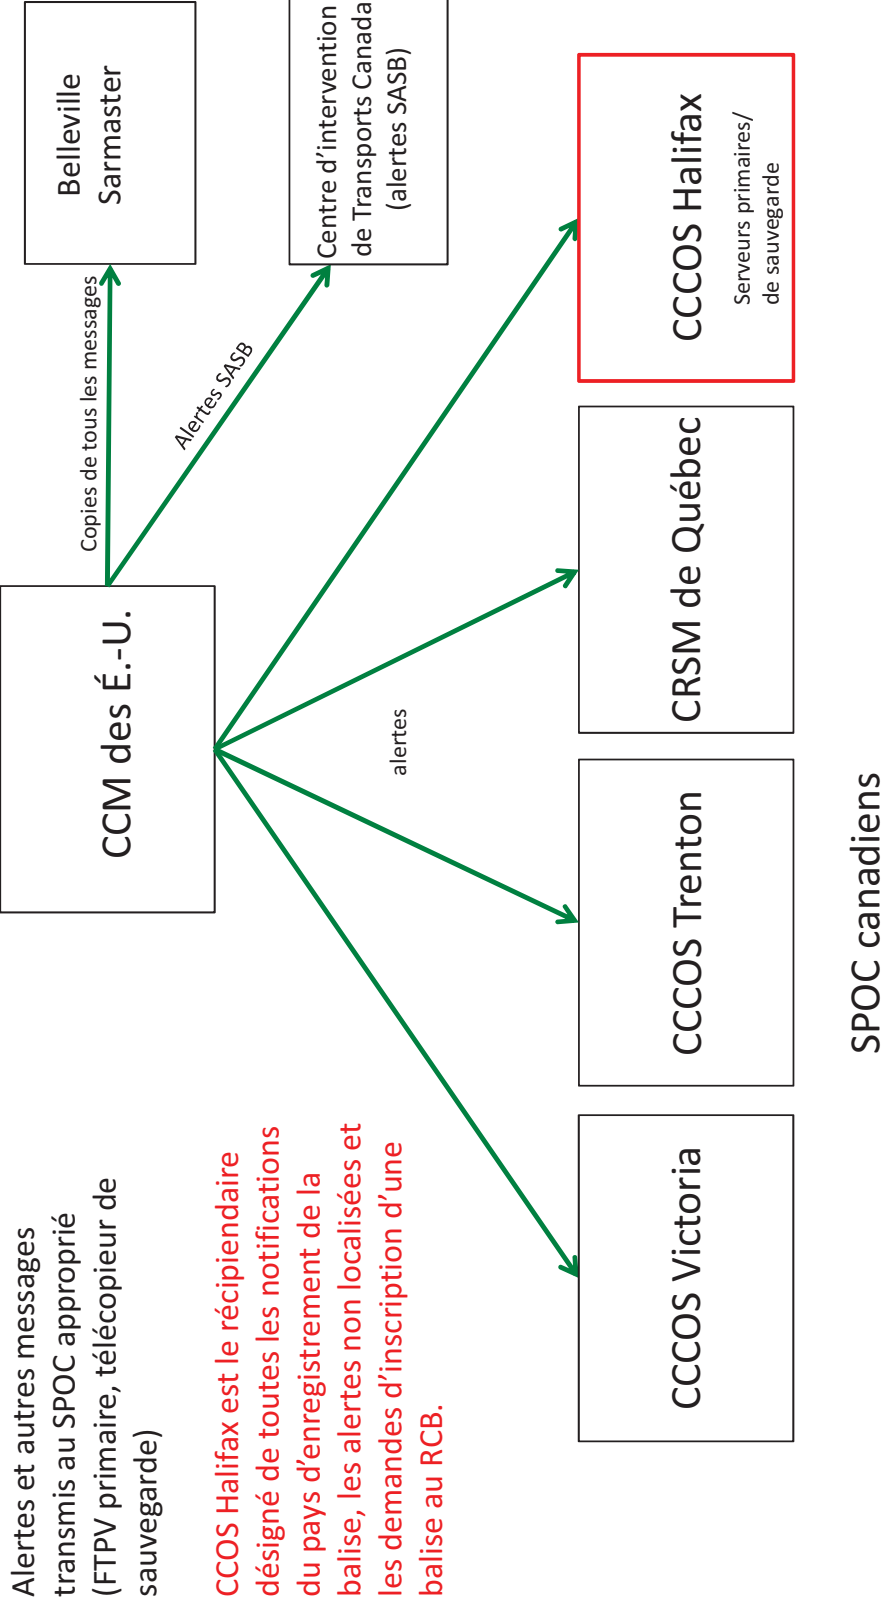 Alertes et autres messages
transmis au SPOC approprié
(FTPV primaire, télécopieur de
sauvegarde)
CCOS Halifax est le récipiendaire
désigné de toutes les notifications
du pays d’enregistrement de la
balise, les alertes non localisées et
les demandes d’inscription d’une
balise au RCB.
CCM des É.-U.
Copies de tous les messages
Alertes SASB
Belleville
Sarmaster
Centre d’intervention
de Transports Canada
(alertes SASB)
alertes
CCCOS Victoria
CCCOS Trenton
CRSM de Québec
CCCOS Halifax
Serveurs primaires/
de sauvegarde
SPOC canadiens